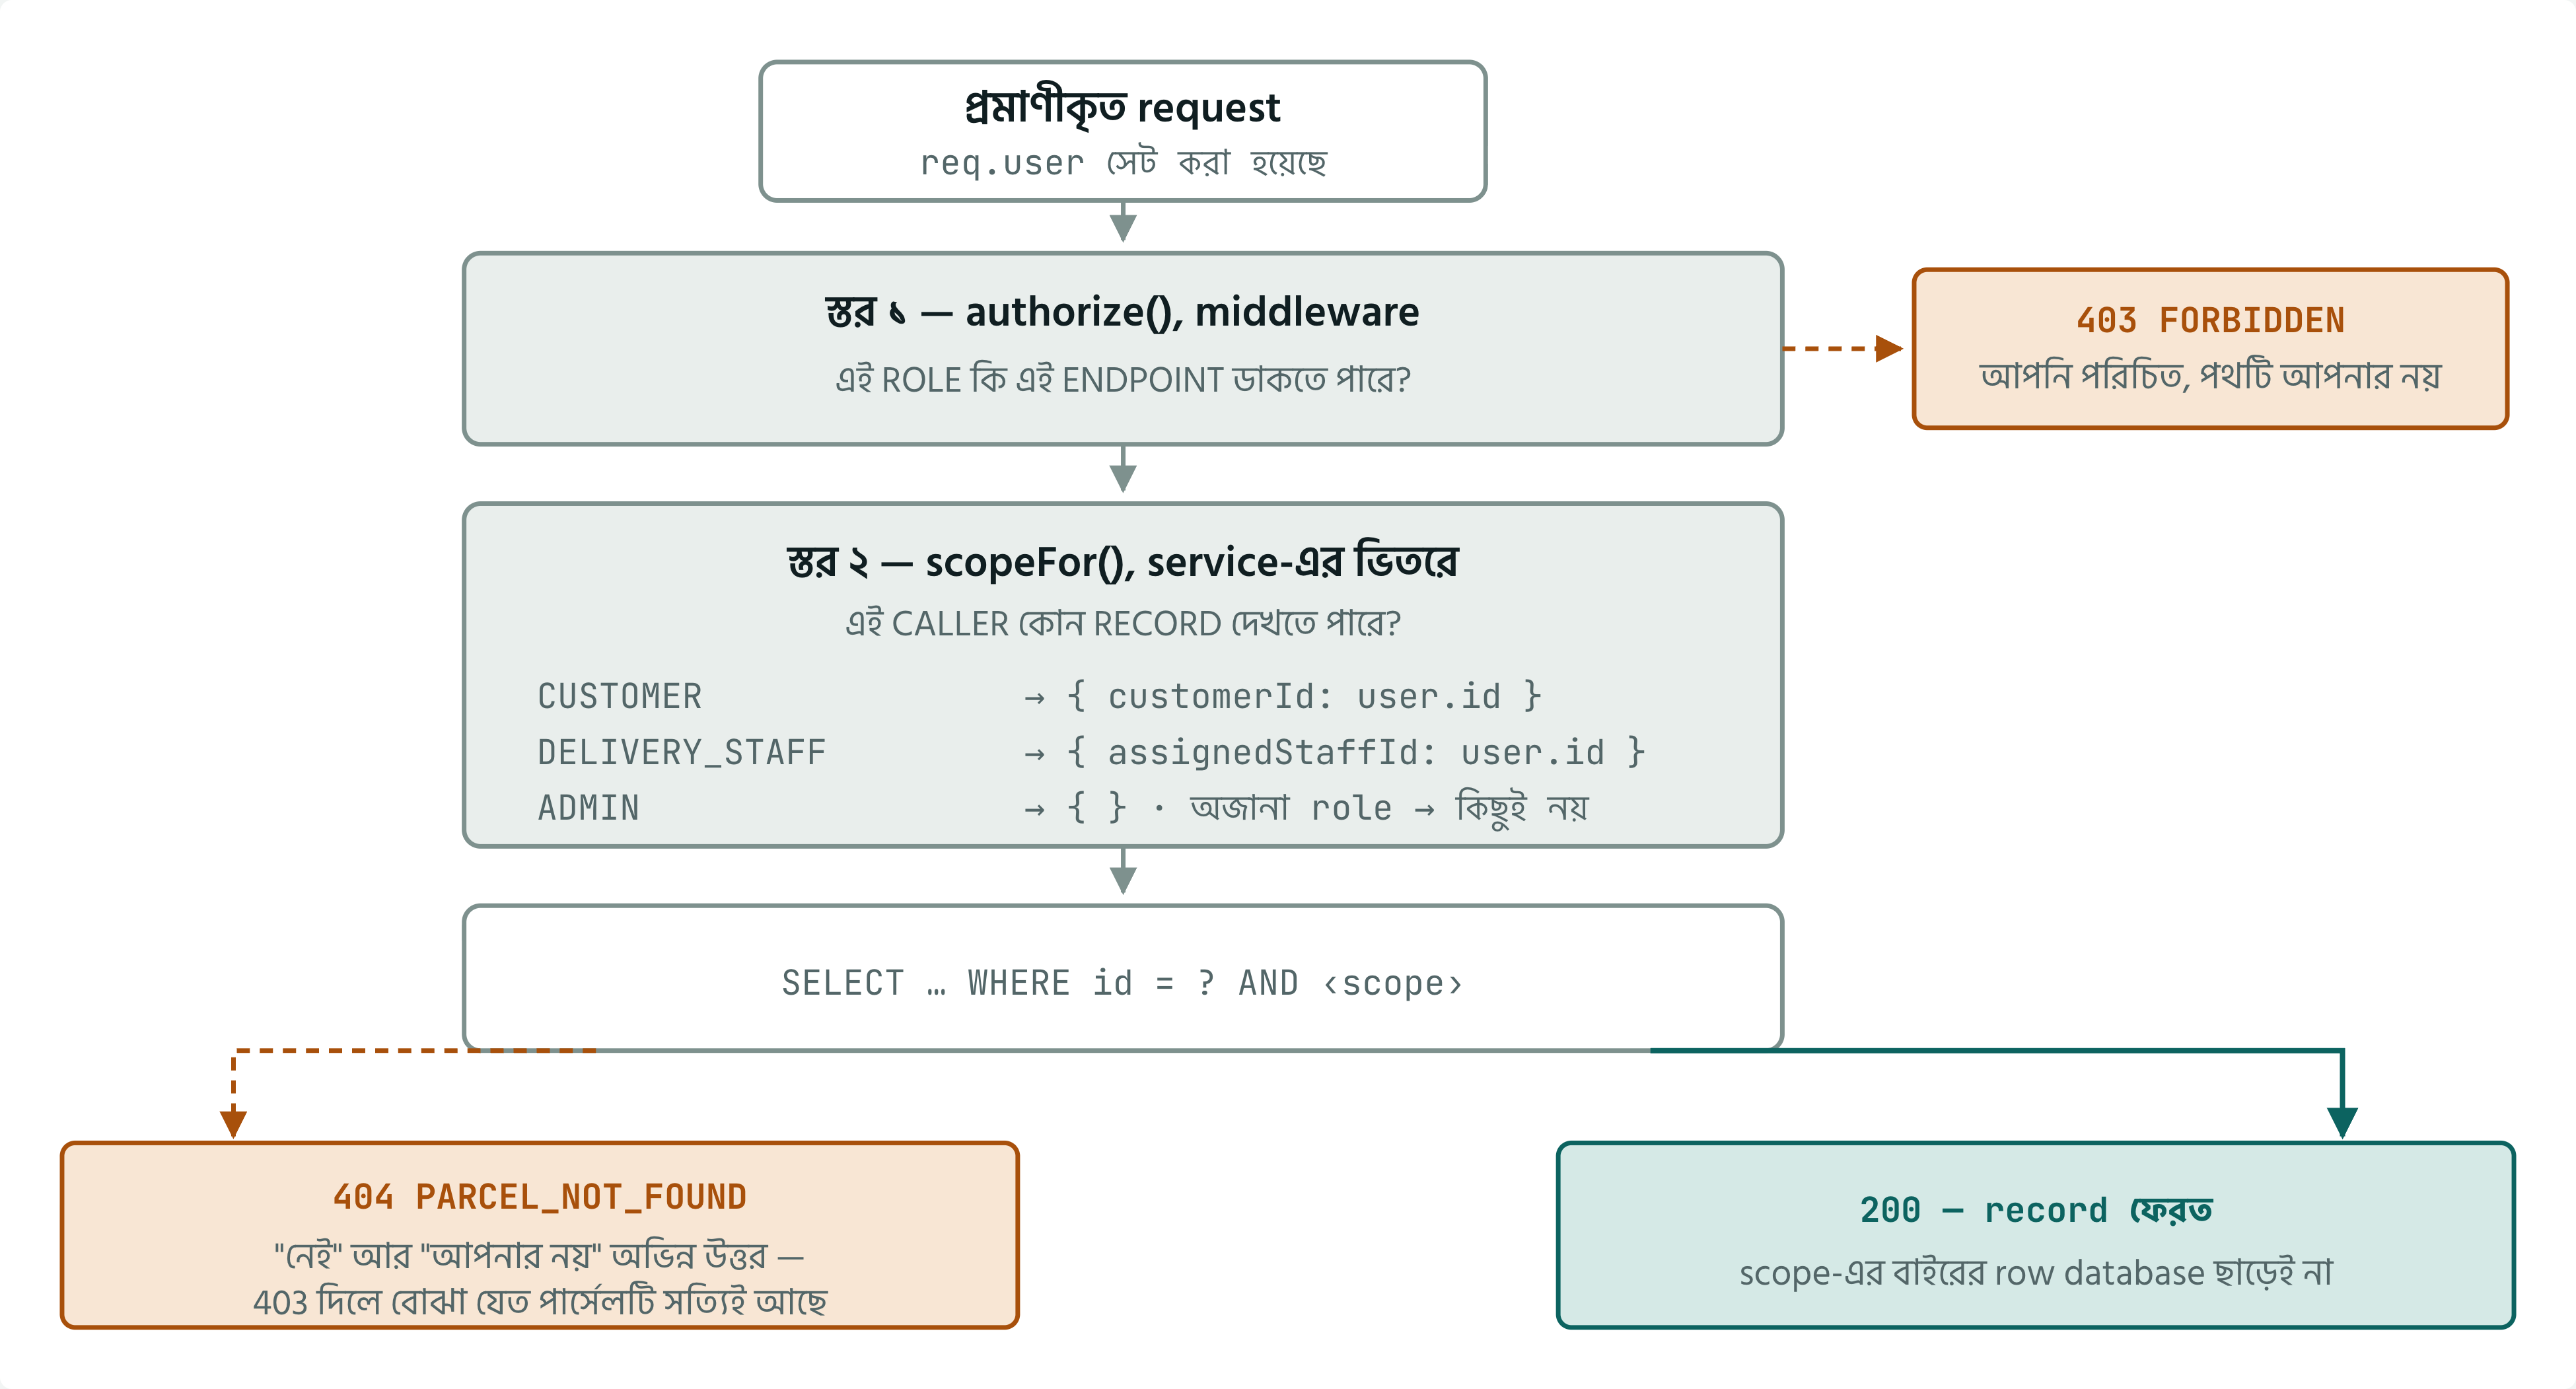 প্রমাণীকৃত request
req.user সেট করা হয়েছে
স্তর ১ — authorize(), middleware
এই ROLE কি এই ENDPOINT ডাকতে পারে?
403 FORBIDDEN
আপনি পরিচিত, পথটি আপনার নয়
স্তর ২ — scopeFor(), service-এর ভিতরে
এই CALLER কোন RECORD দেখতে পারে?
CUSTOMER → { customerId: user.id }
DELIVERY_STAFF → { assignedStaffId: user.id }
ADMIN → { } · অজানা role → কিছুই নয়
SELECT … WHERE id = ? AND ‹scope›
404 PARCEL_NOT_FOUND
"নেই" আর "আপনার নয়" অভিন্ন উত্তর —
403 দিলে বোঝা যেত পার্সেলটি সত্যিই আছে
200 — record ফেরত
scope-এর বাইরের row database ছাড়েই না